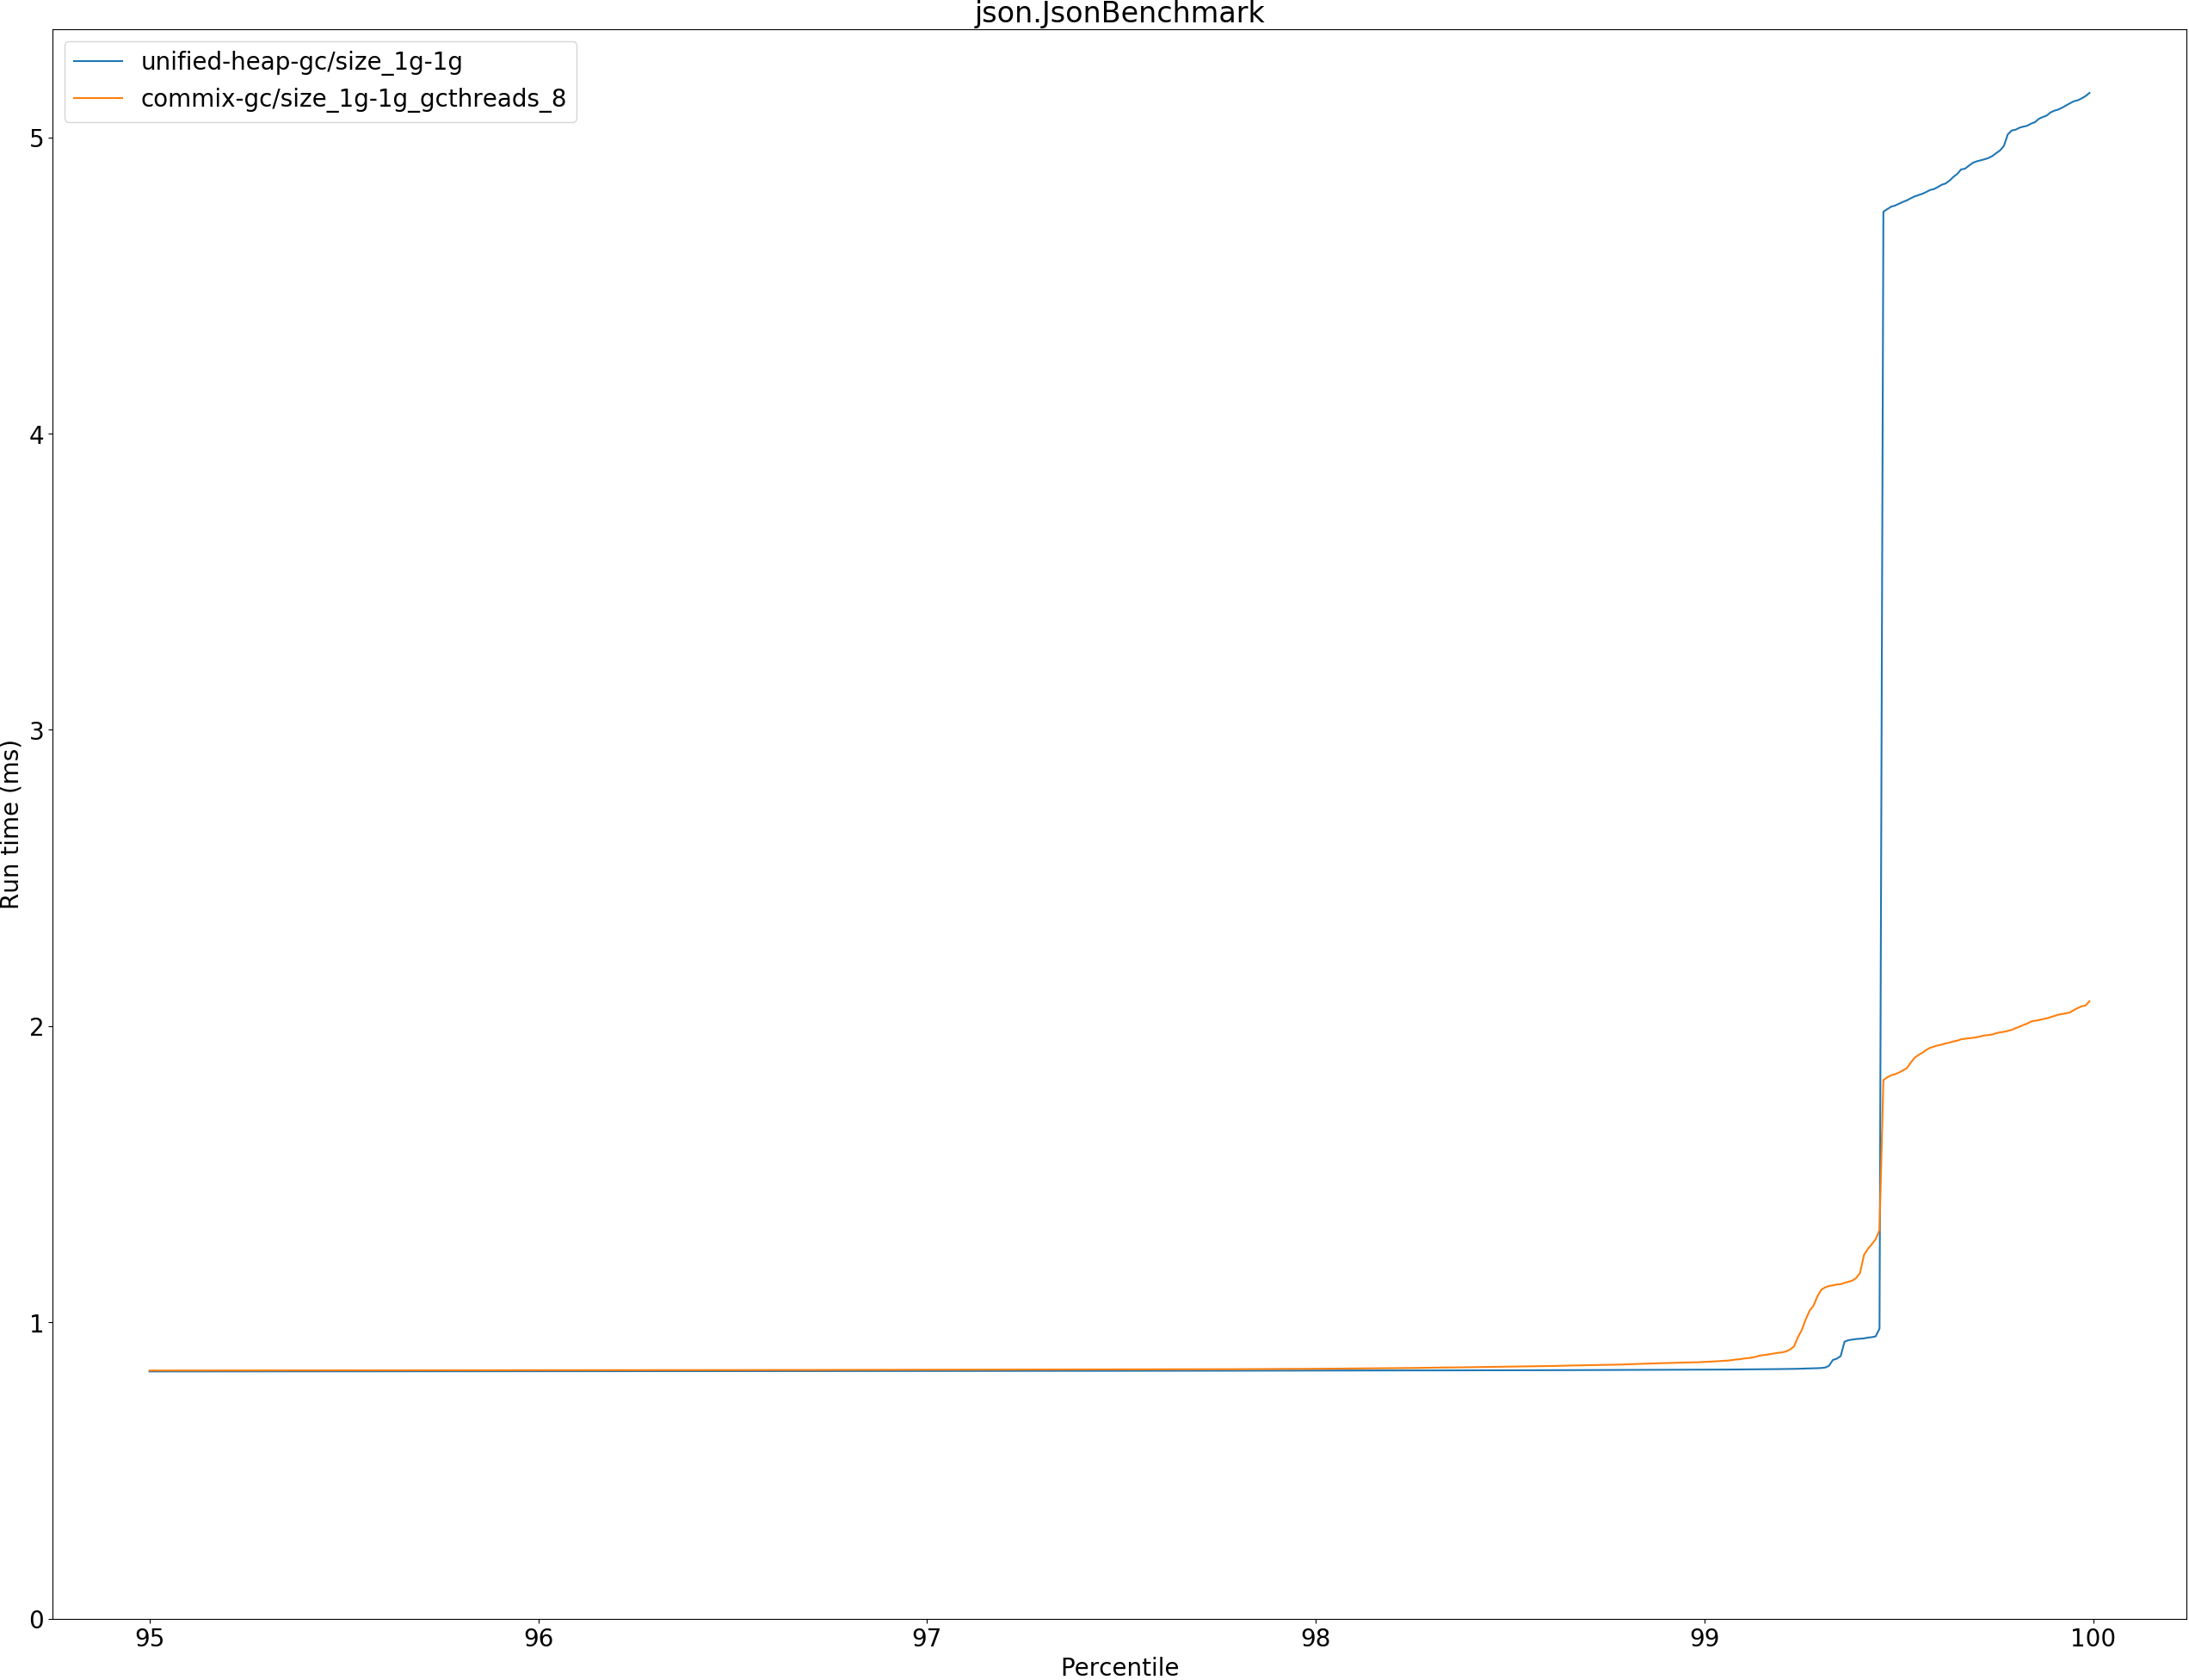 json.JsonBenchmark
unified-heap-gc/size_1g-1g
commix-gc/size_1g-1g_gcthreads_8
5
4
3
2
1
0
Run time (ms)
95 96 97 98 99 100
Percentile